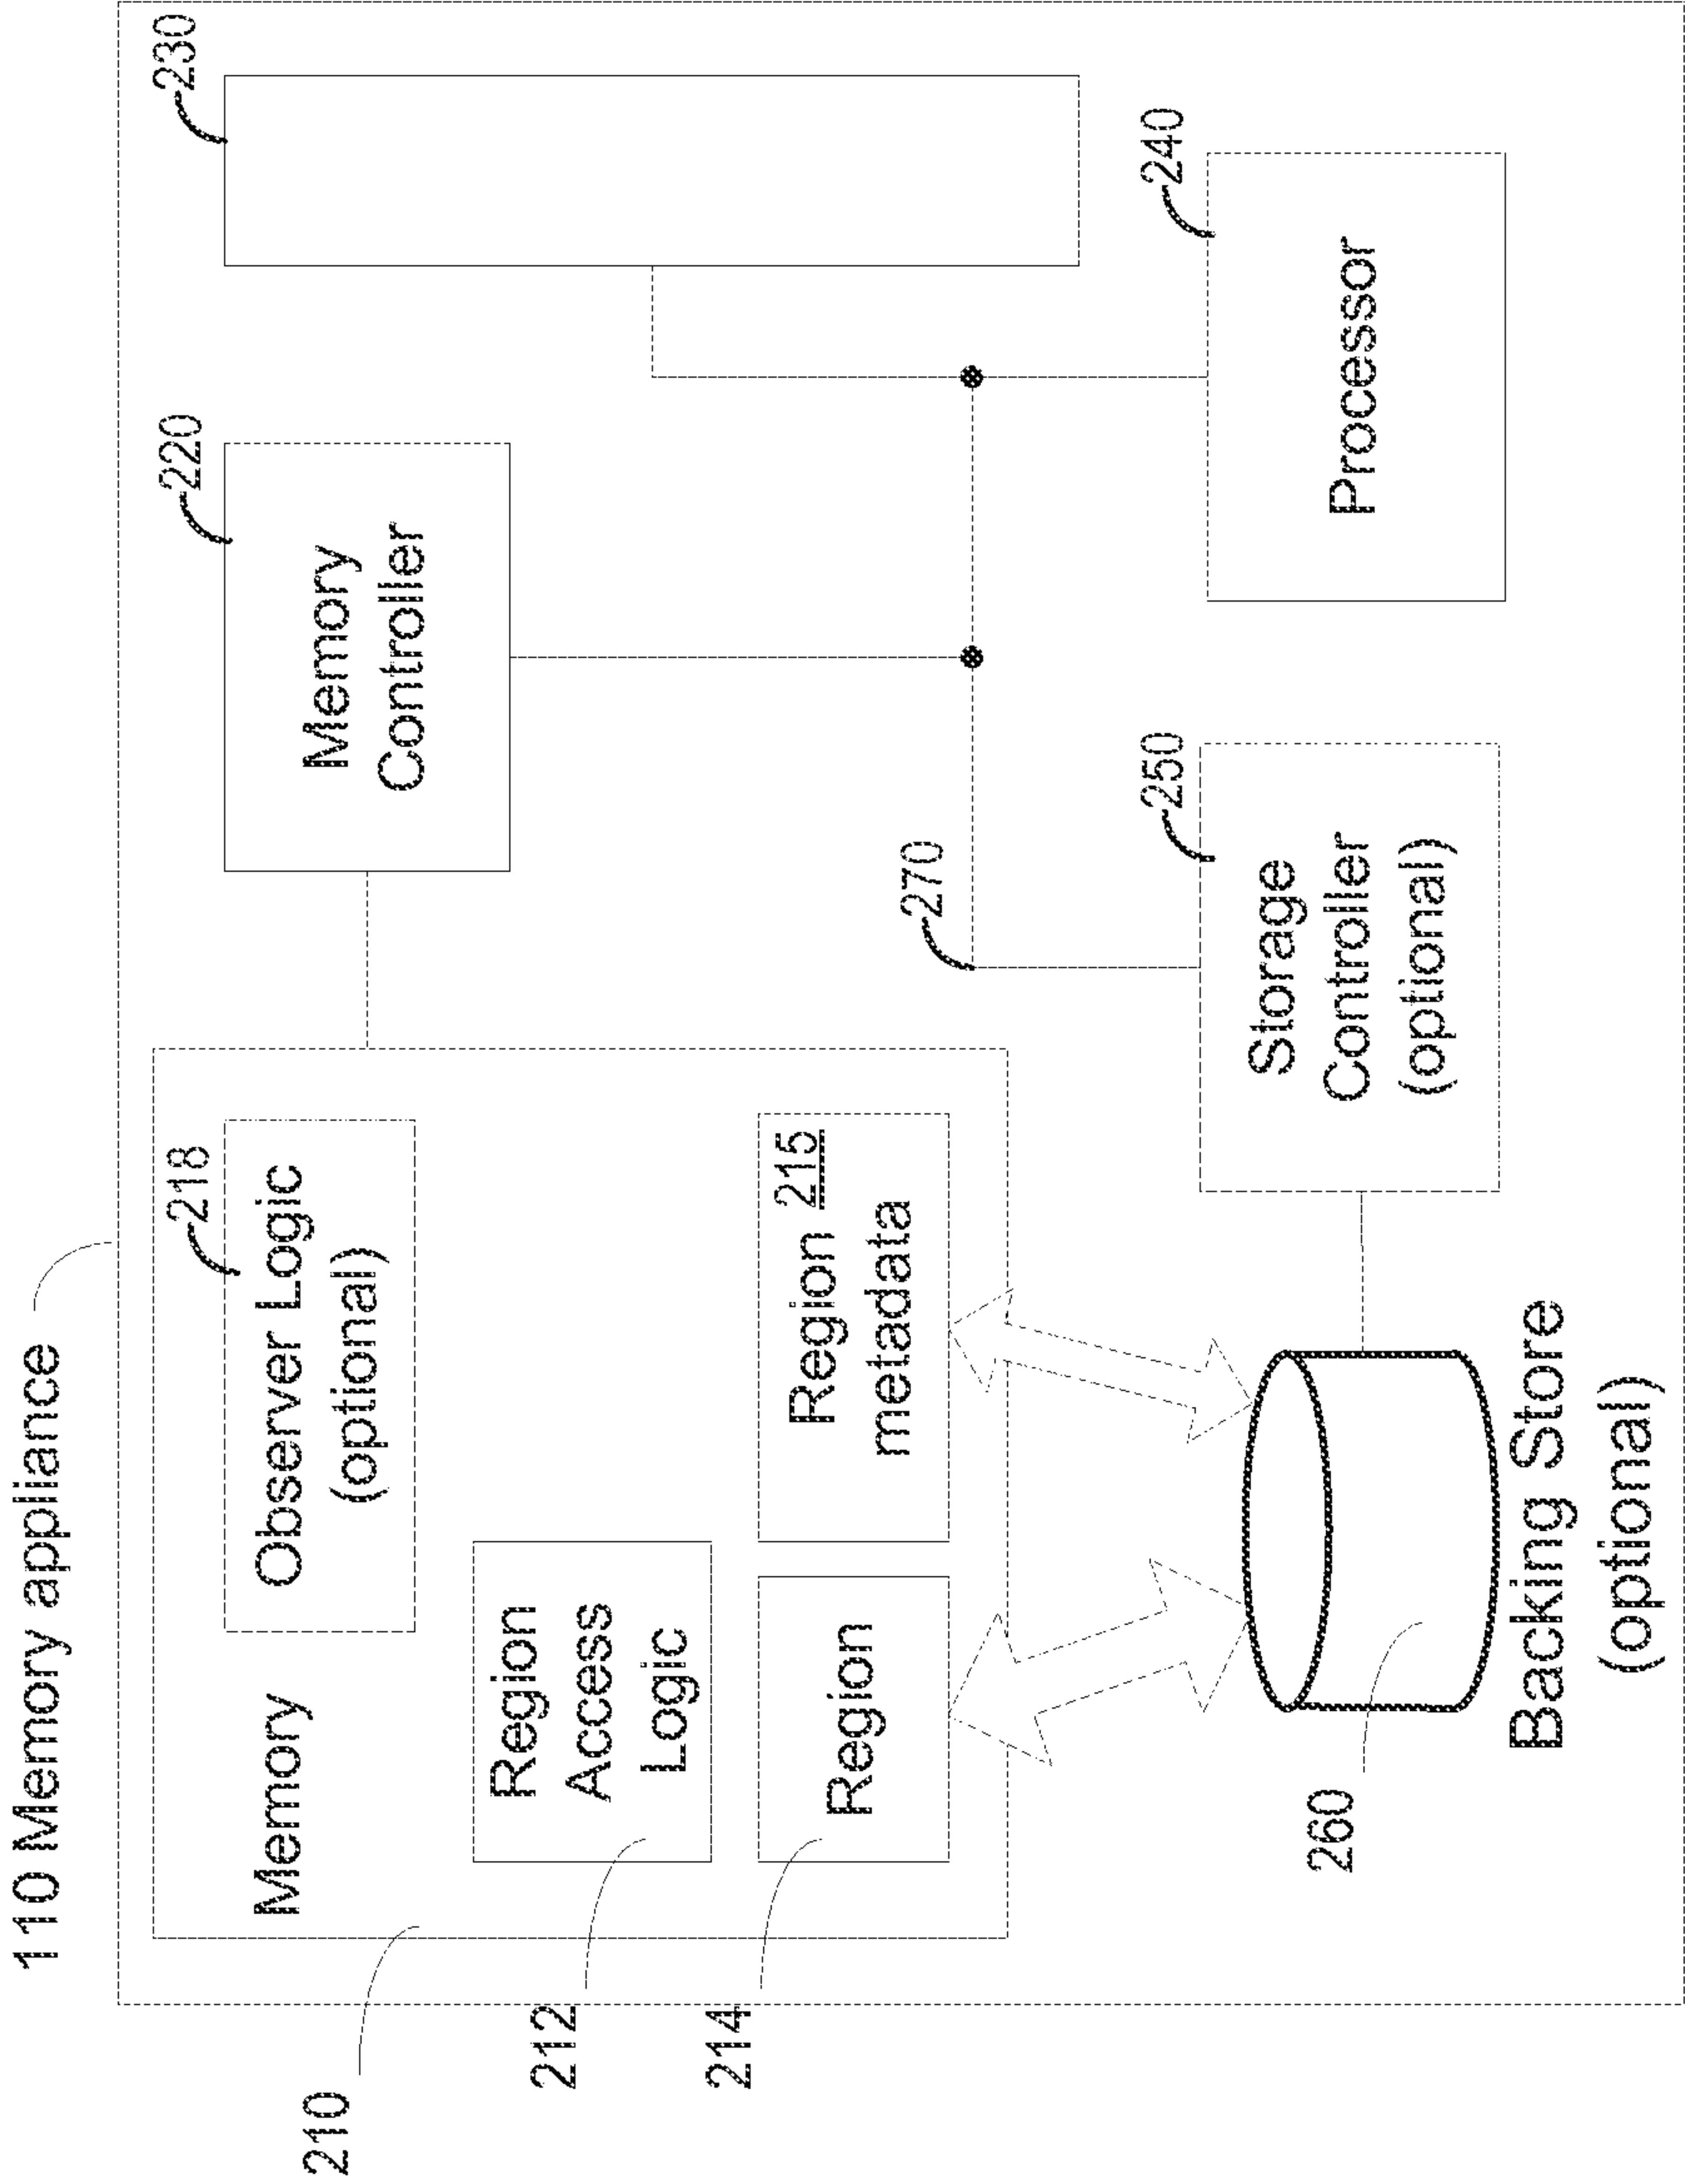 110 Memory appliance
210
Memory
218
Observer Logic
(optional)
212
Region
Access
Logic
214
Region
Region 215
metadata
220
Memory
Controller
230
270
240
Processor
250
Storage
Controller
(optional)
260
Backing Store
(optional)